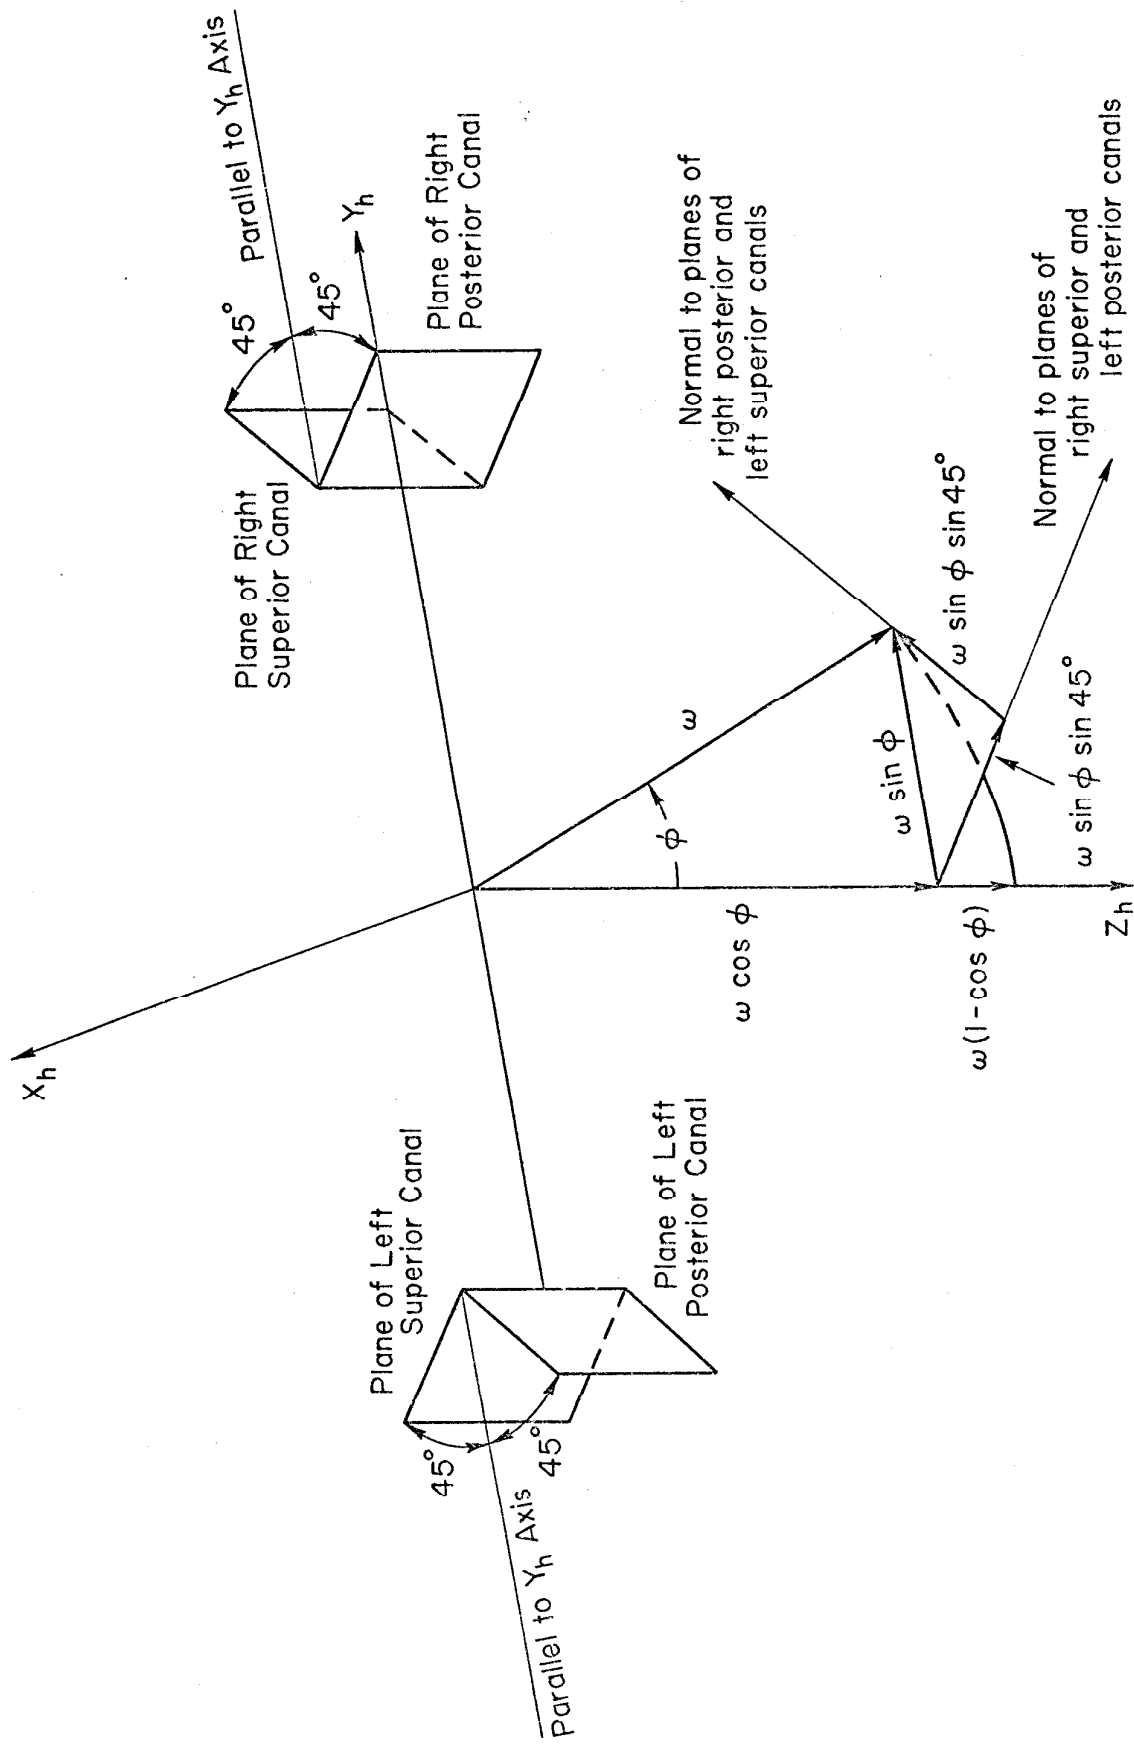 X_h
Parallel to Y_h Axis
45°
45°
Y_h
Plane of Right
Superior Canal
Plane of Right
Posterior Canal
Plane of Left
Superior Canal
45°
45°
Parallel to Y_h Axis
Plane of Left
Posterior Canal
ω
ϕ
ω cos ϕ
ω sin ϕ
ω(1-cos ϕ)
ω sin ϕ sin 45°
ω sin ϕ sin 45°
Z_h
Normal to planes of
right posterior and
left superior canals
Normal to planes of
right superior and
left posterior canals